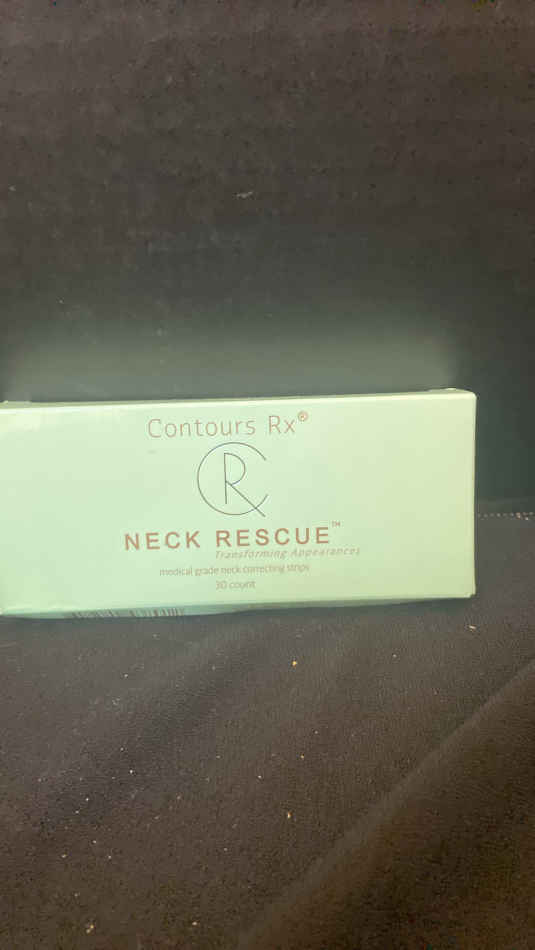 Contours Rx®
NECK RESCUE™
Transforming Appearances
medical grade neck correcting strips
30 count